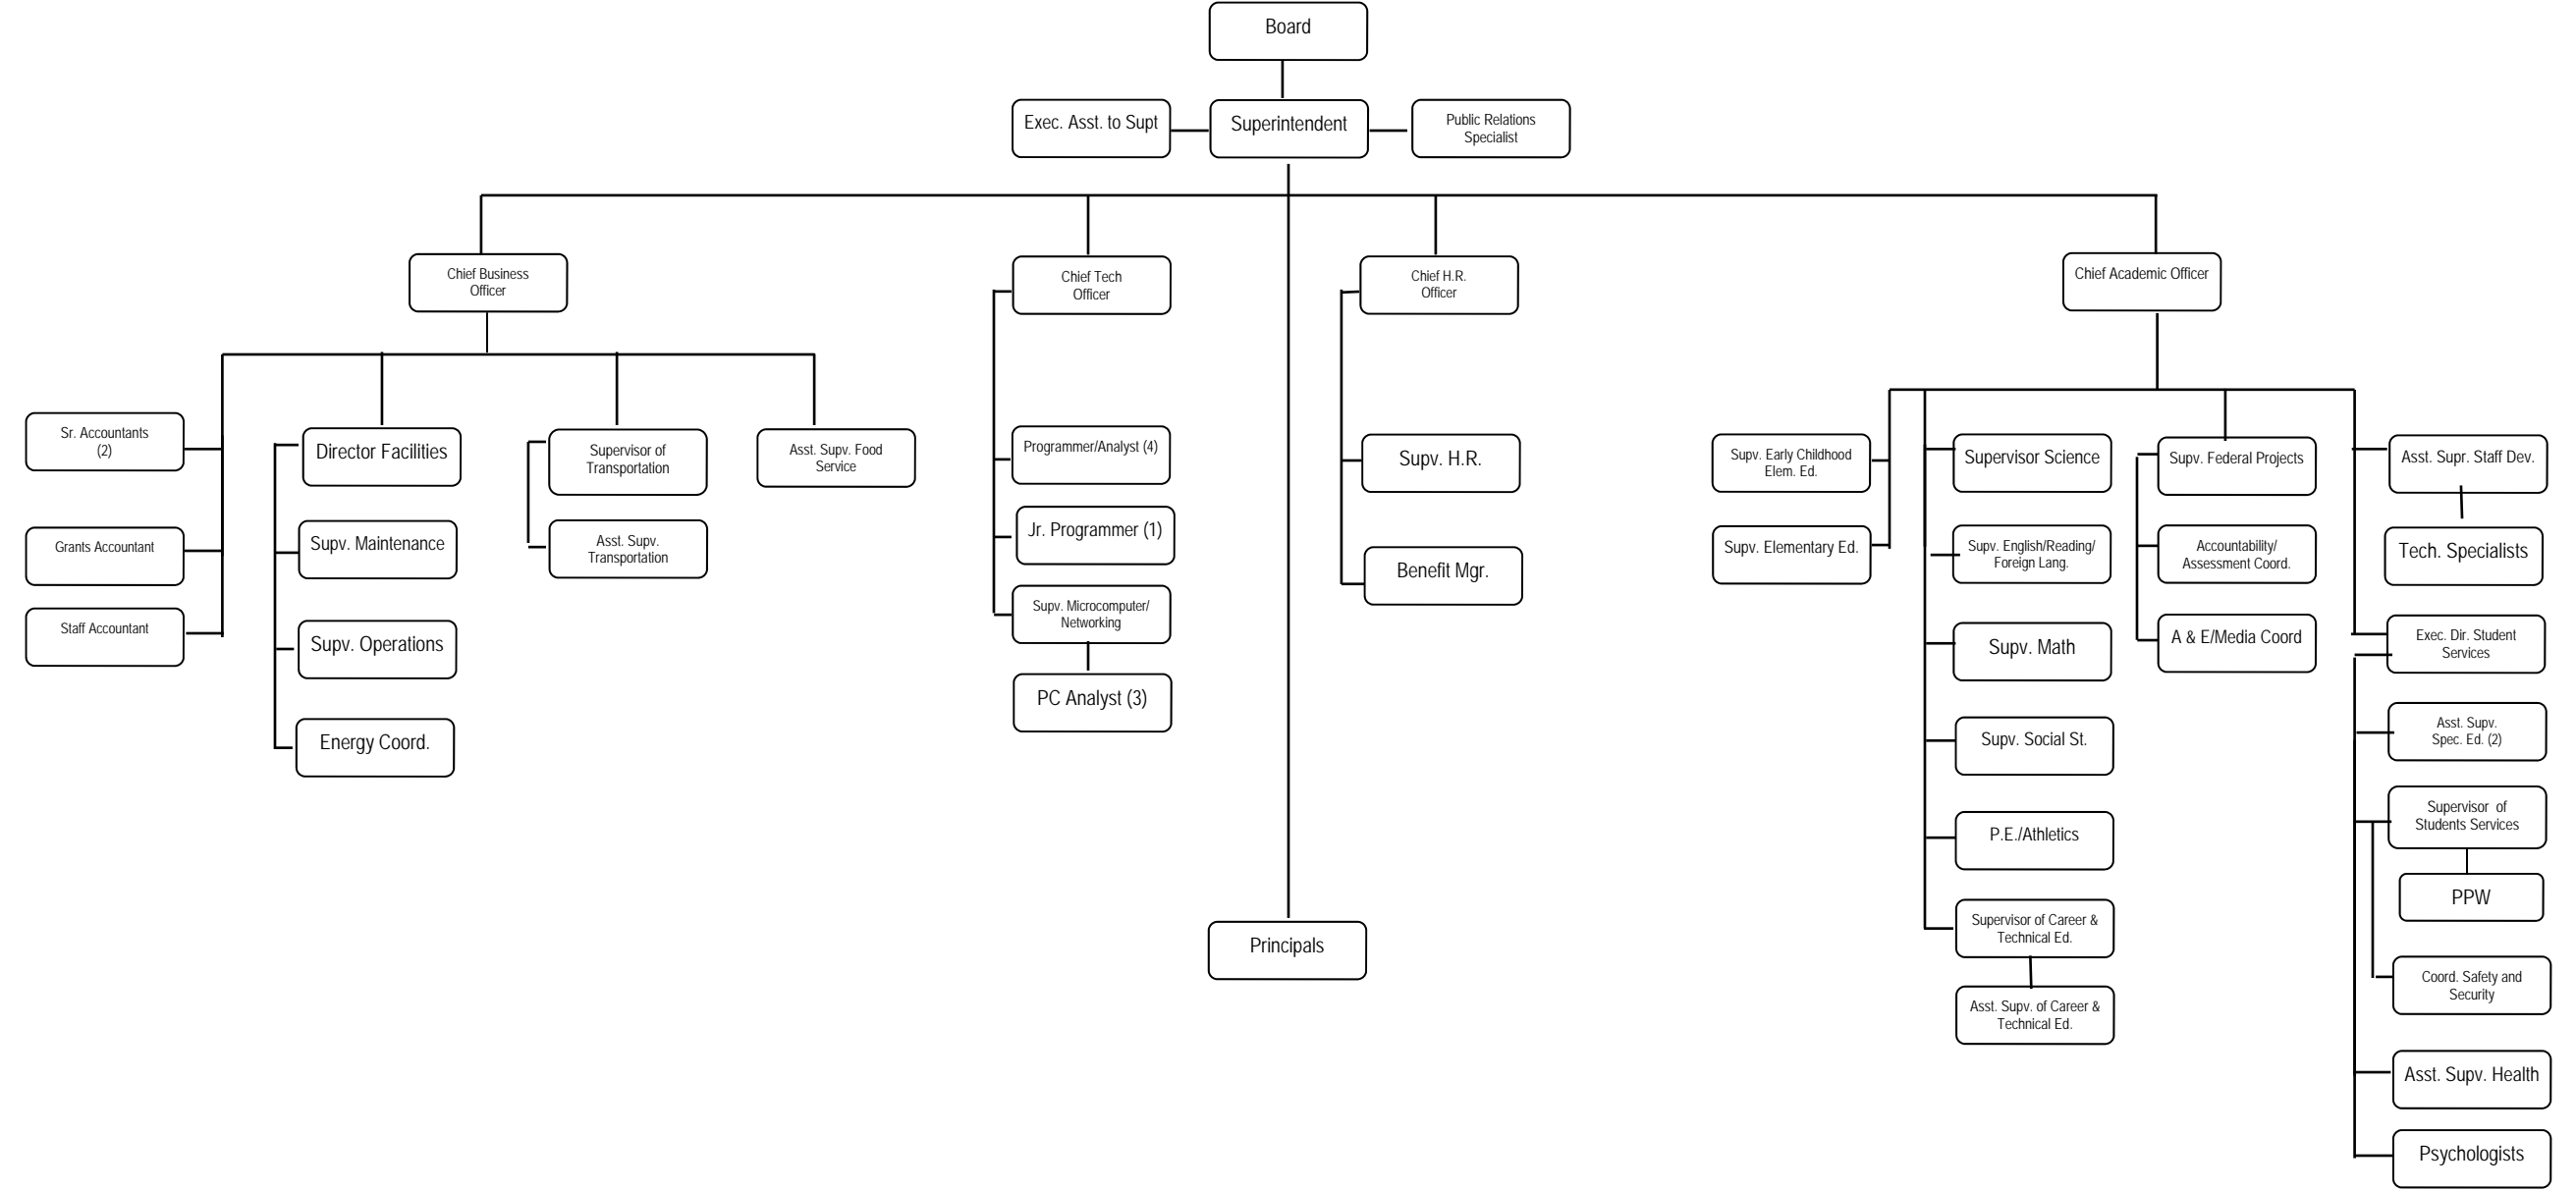 Board
Exec. Asst. to Supt
Superintendent
Public Relations
Specialist
Chief Business
Officer
Chief Tech
Officer
Chief H.R.
Officer
Chief Academic Officer
Sr. Accountants
(2)
Grants Accountant
Staff Accountant
Director Facilities
Supv. Maintenance
Supv. Operations
Energy Coord.
Supervisor of
Transportation
Asst. Supv.
Transportation
Asst. Supv. Food
Service
Programmer/Analyst (4)
Jr. Programmer (1)
Supv. Microcomputer/
Networking
PC Analyst (3)
Principals
Supv. H.R.
Benefit Mgr.
Supv. Early Childhood
Elem. Ed.
Supv. Elementary Ed.
Supervisor Science
Supv. English/Reading/
Foreign Lang.
Supv. Math
Supv. Social St.
P.E./Athletics
Supervisor of Career &
Technical Ed.
Asst. Supv. of Career &
Technical Ed.
Supv. Federal Projects
Accountability/
Assessment Coord.
A & E/Media Coord
Asst. Supr. Staff Dev.
Tech. Specialists
Exec. Dir. Student
Services
Asst. Supv.
Spec. Ed. (2)
Supervisor of
Students Services
PPW
Coord. Safety and
Security
Asst. Supv. Health
Psychologists